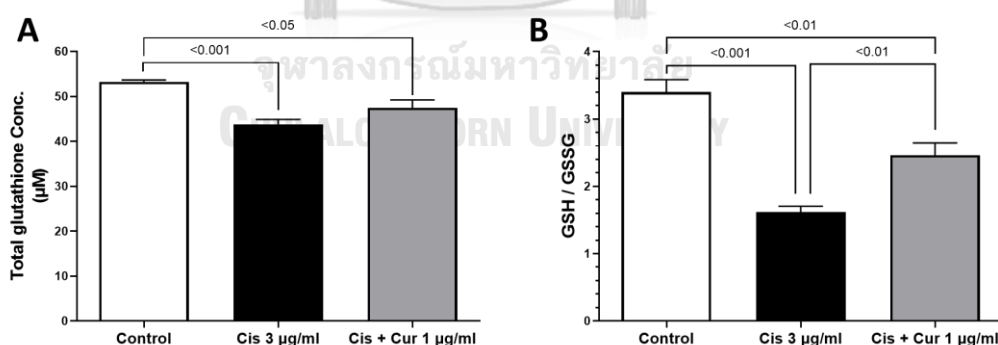 A
B
<0.05
<0.01
<0.001
<0.001
<0.01
จุฬาลงกรณ์มหาวิทยาลัย
CHULALONGKORN UNIVERSITY
Total glutathione Conc.
(μM)
60
50
40
30
20
10
0
Control
Cis 3 μg/ml
Cis + Cur 1 μg/ml
GSH / GSSG
4
3
2
1
0
Control
Cis 3 μg/ml
Cis + Cur 1 μg/ml